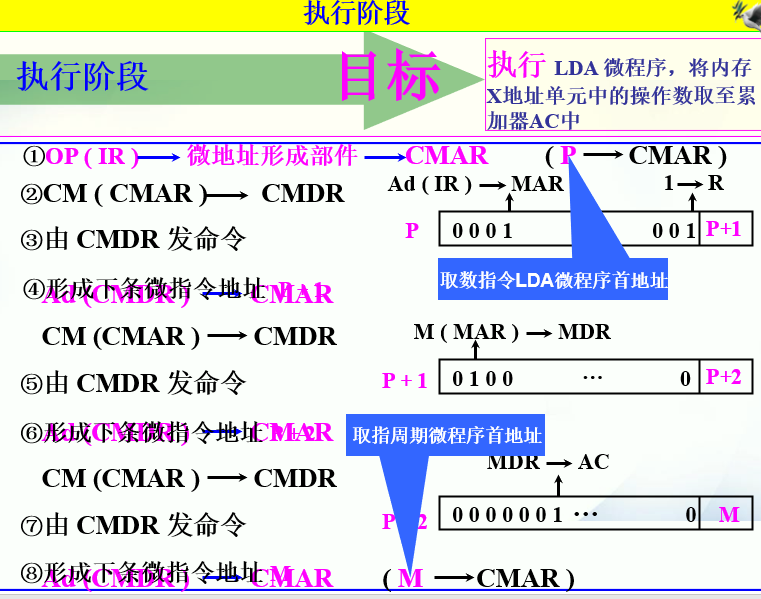 执行阶段
执行阶段
目标
执行 LDA 微程序，将内存
X地址单元中的操作数取至累
加器AC中
①OP ( IR ) → 微地址形成部件 → CMAR ( P → CMAR )
②CM ( CMAR ) → CMDR
Ad ( IR ) → MAR 1 → R
③由 CMDR 发命令
P 0 0 0 1 0 0 1 P+1
取数指令LDA微程序首地址
④形成下条微指令地址 P + 1
Ad (CMDR ) → CMAR
CM (CMAR ) → CMDR
M ( MAR ) → MDR
⑤由 CMDR 发命令
P + 1 0 1 0 0 … 0 P+2
⑥形成下条微指令地址 P + 2
Ad (CMDR ) → CMAR
取指周期微程序首地址
MDR → AC
CM (CMAR ) → CMDR
⑦由 CMDR 发命令
P 2 0 0 0 0 0 0 1 … 0 M
⑧形成下条微指令地址 M
Ad (CMDR ) → CMAR
( M → CMAR )